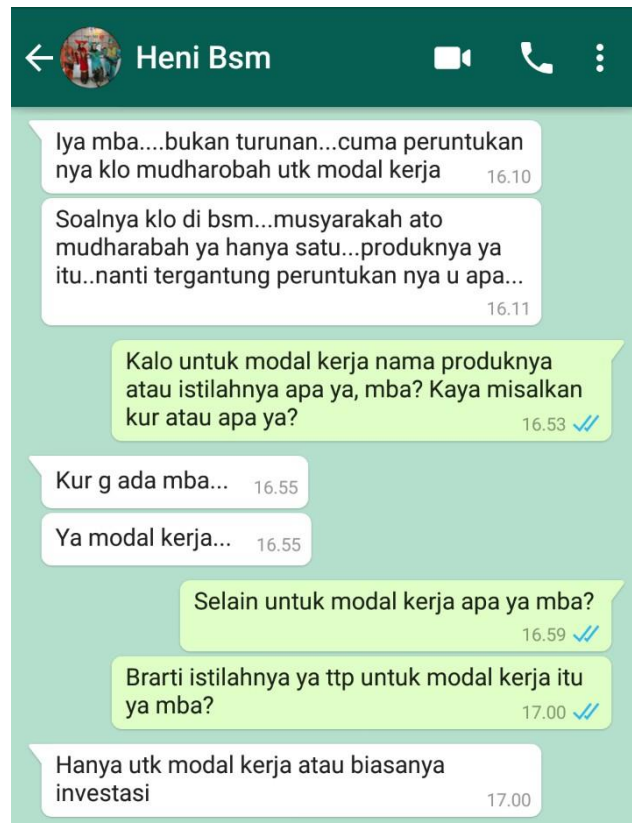 Heni Bsm
Iya mba....bukan turunan...cuma peruntukan
nya klo mudharobah utk modal kerja
16.10
Soalnya klo di bsm...musyarakah ato
mudharabah ya hanya satu...produknya ya
itu..nanti tergantung peruntukan nya u apa...
16.11
Kalo untuk modal kerja nama produknya
atau istilahnya apa ya, mba? Kaya misalkan
kur atau apa ya?
16.53
Kur g ada mba...
16.55
Ya modal kerja...
16.55
Selain untuk modal kerja apa ya mba?
16.59
Brarti istilahnya ya ttp untuk modal kerja itu
ya mba?
17.00
Hanya utk modal kerja atau biasanya
investasi
17.00